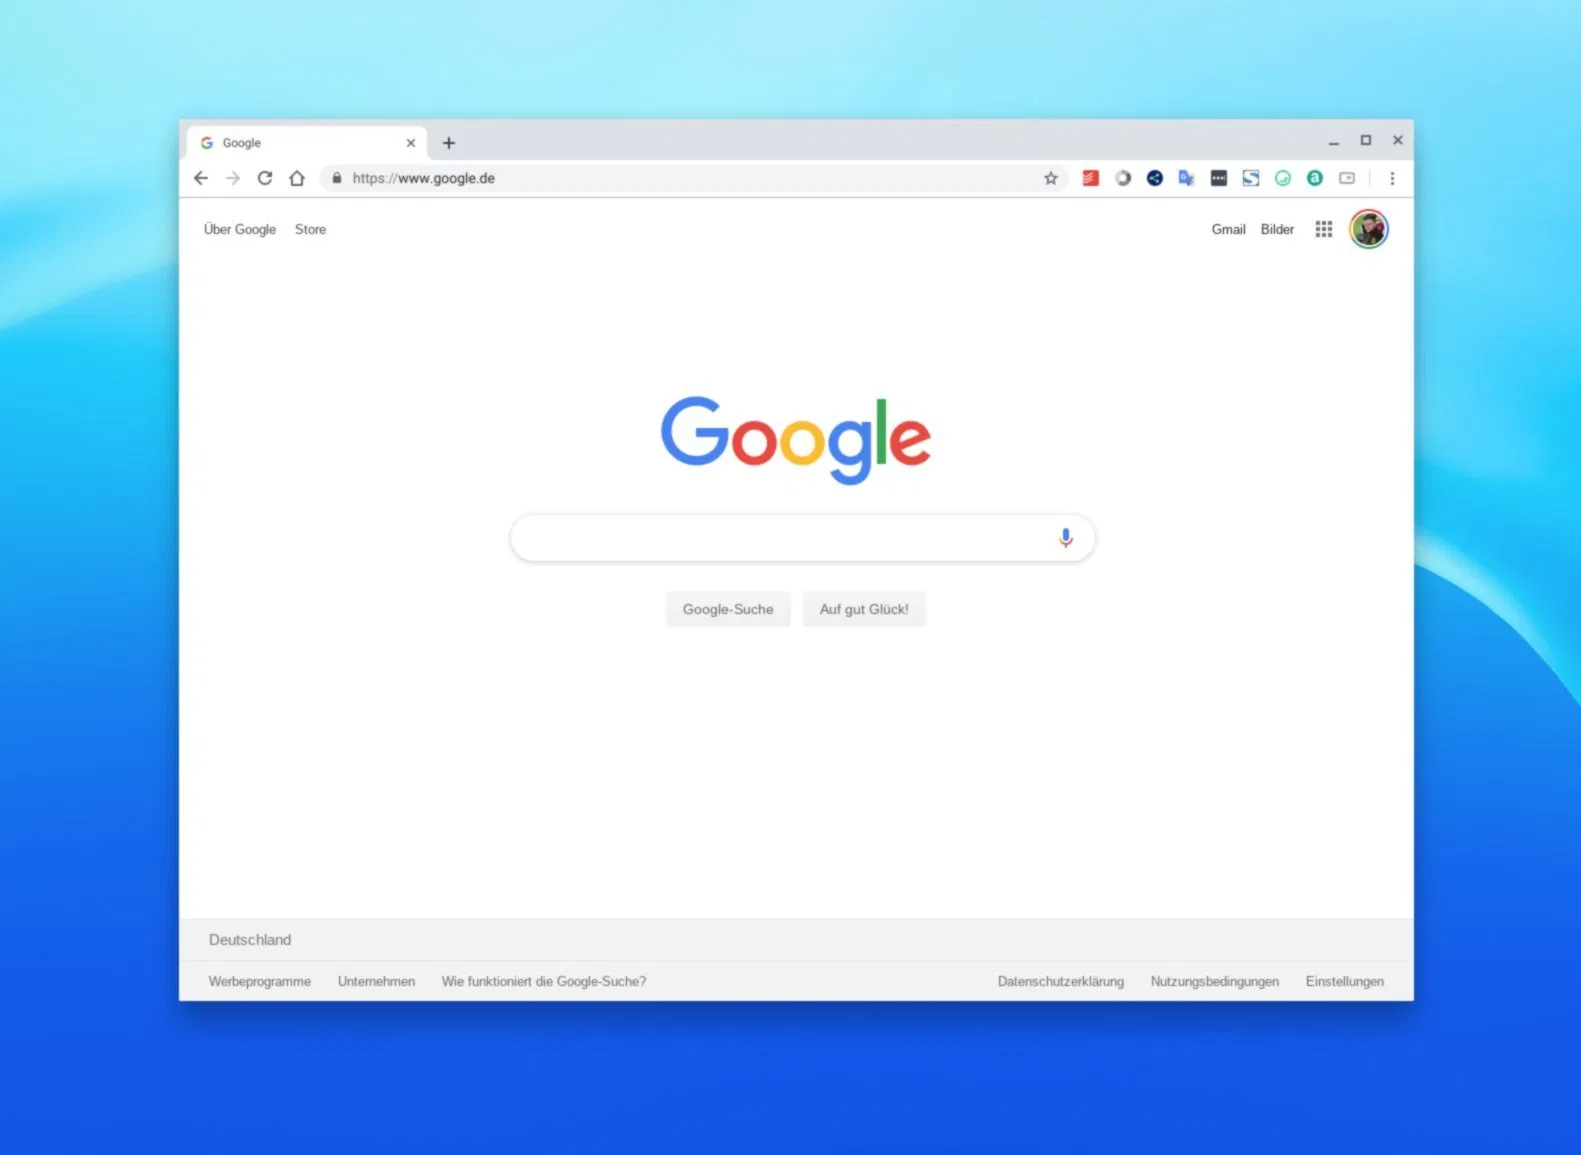 Google
https://www.google.de
Über Google Store Gmail Bilder
Google
Google-Suche Auf gut Glück!
Deutschland
Werbeprogramme Unternehmen Wie funktioniert die Google-Suche? Datenschutzerklärung Nutzungsbedingungen Einstellungen